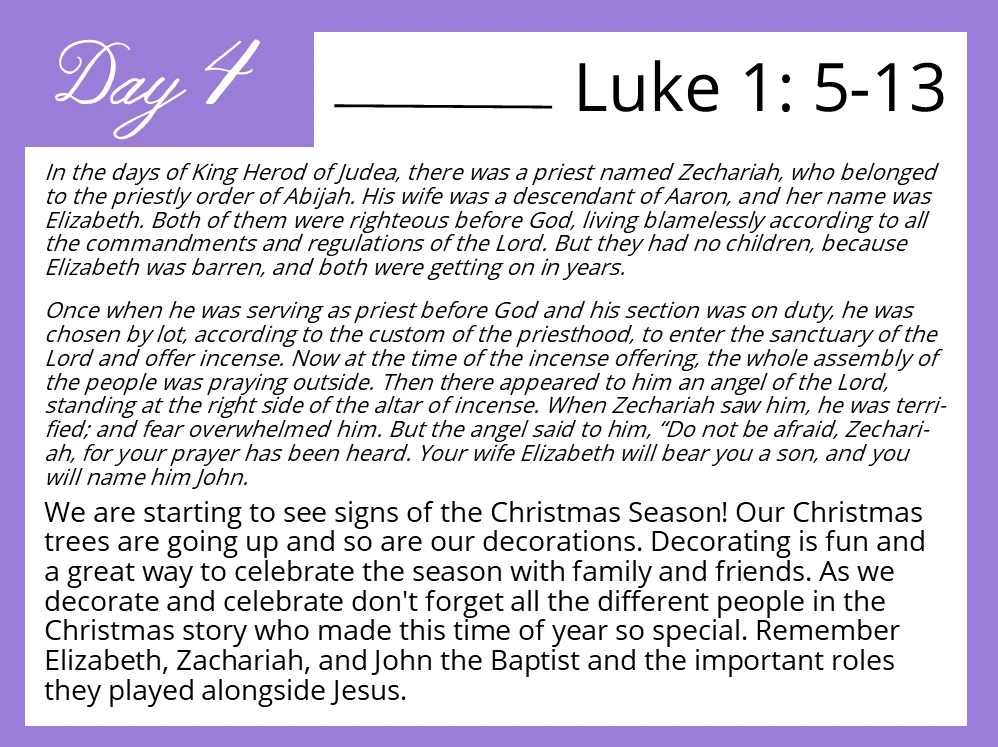 Day 4
Luke 1: 5-13
In the days of King Herod of Judea, there was a priest named Zechariah, who belonged
to the priestly order of Abijah. His wife was a descendant of Aaron, and her name was
Elizabeth. Both of them were righteous before God, living blamelessly according to all
the commandments and regulations of the Lord. But they had no children, because
Elizabeth was barren, and both were getting on in years.
Once when he was serving as priest before God and his section was on duty, he was
chosen by lot, according to the custom of the priesthood, to enter the sanctuary of the
Lord and offer incense. Now at the time of the incense offering, the whole assembly of
the people was praying outside. Then there appeared to him an angel of the Lord,
standing at the right side of the altar of incense. When Zechariah saw him, he was terri-
fied; and fear overwhelmed him. But the angel said to him, “Do not be afraid, Zechari-
ah, for your prayer has been heard. Your wife Elizabeth will bear you a son, and you
will name him John.
We are starting to see signs of the Christmas Season! Our Christmas
trees are going up and so are our decorations. Decorating is fun and
a great way to celebrate the season with family and friends. As we
decorate and celebrate don't forget all the different people in the
Christmas story who made this time of year so special. Remember
Elizabeth, Zachariah, and John the Baptist and the important roles
they played alongside Jesus.